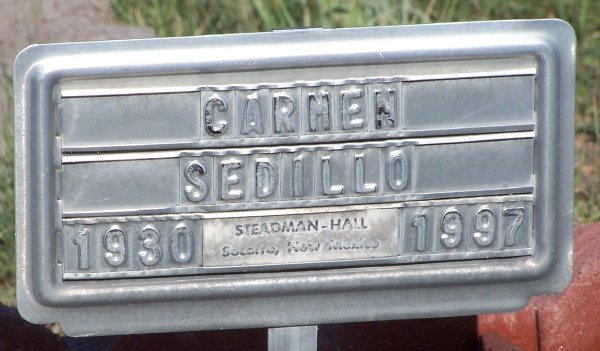 CARMEN
SEDILLO
1930 STEADMAN-HALL 1997
Socorro, New Mexico